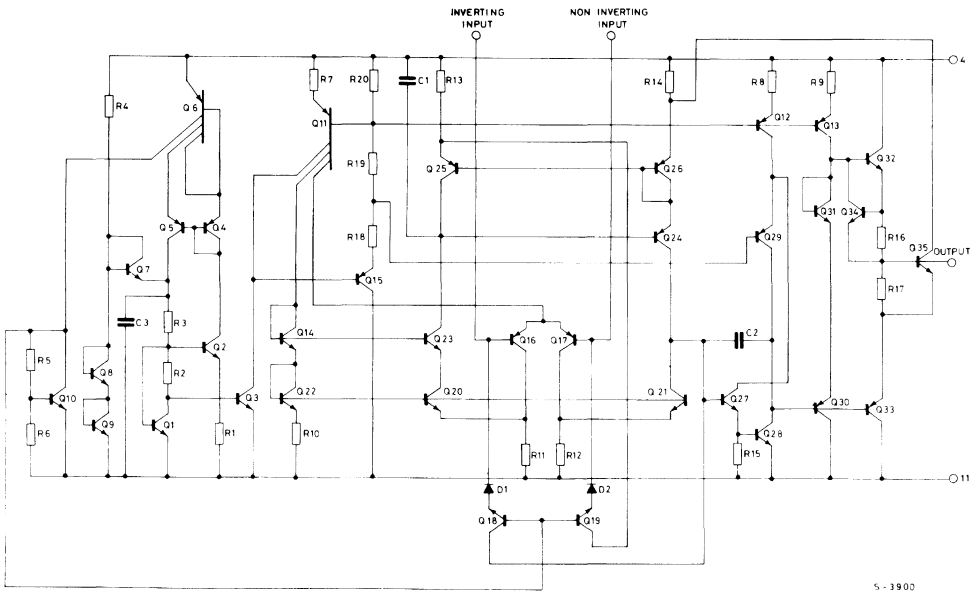 INVERTING
INPUT
NON INVERTING
INPUT
4
R4
Q6
R7
R20
C1
R13
R14
R8
R9
Q11
Q12
Q13
R19
Q25
Q26
Q32
Q5
Q4
Q31
Q34
R18
Q24
Q29
R16
Q35
OUTPUT
Q7
Q15
R17
C3
R3
Q14
Q23
Q16
Q17
C2
R5
Q2
R2
Q8
Q10
Q3
Q22
Q20
Q21
Q27
Q30
Q33
R6
Q9
Q1
R1
R10
R11
R12
R15
Q28
11
D1
D2
Q18
Q19
S-3900